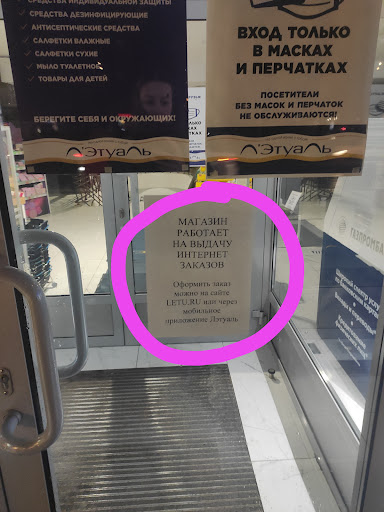 СРЕДСТВА ИНДИВИДУАЛЬНОЙ ЗАЩИТЫ
СРЕДСТВА ДЕЗИНФИЦИРУЮЩИЕ
АНТИСЕПТИЧЕСКИЕ СРЕДСТВА
САЛФЕТКИ ВЛАЖНЫЕ
САЛФЕТКИ СУХИЕ
МЫЛО ТУАЛЕТНОЕ
ТОВАРЫ ДЛЯ ДЕТЕЙ
БЕРЕГИТЕ СЕБЯ И ОКРУЖАЮЩИХ!
Л'ЭТУАЛЬ
ВХОД ТОЛЬКО
В МАСКАХ
И ПЕРЧАТКАХ
ПОСЕТИТЕЛИ
БЕЗ МАСОК И ПЕРЧАТОК
НЕ ОБСЛУЖИВАЮТСЯ!
Л'ЭТУАЛЬ
МАГАЗИН
РАБОТАЕТ
НА ВЫДАЧУ
ИНТЕРНЕТ
ЗАКАЗОВ
Оформить заказ
можно на сайте
LETU.RU или через
мобильное
приложение Лэтуаль
ГАЗПРОМБА